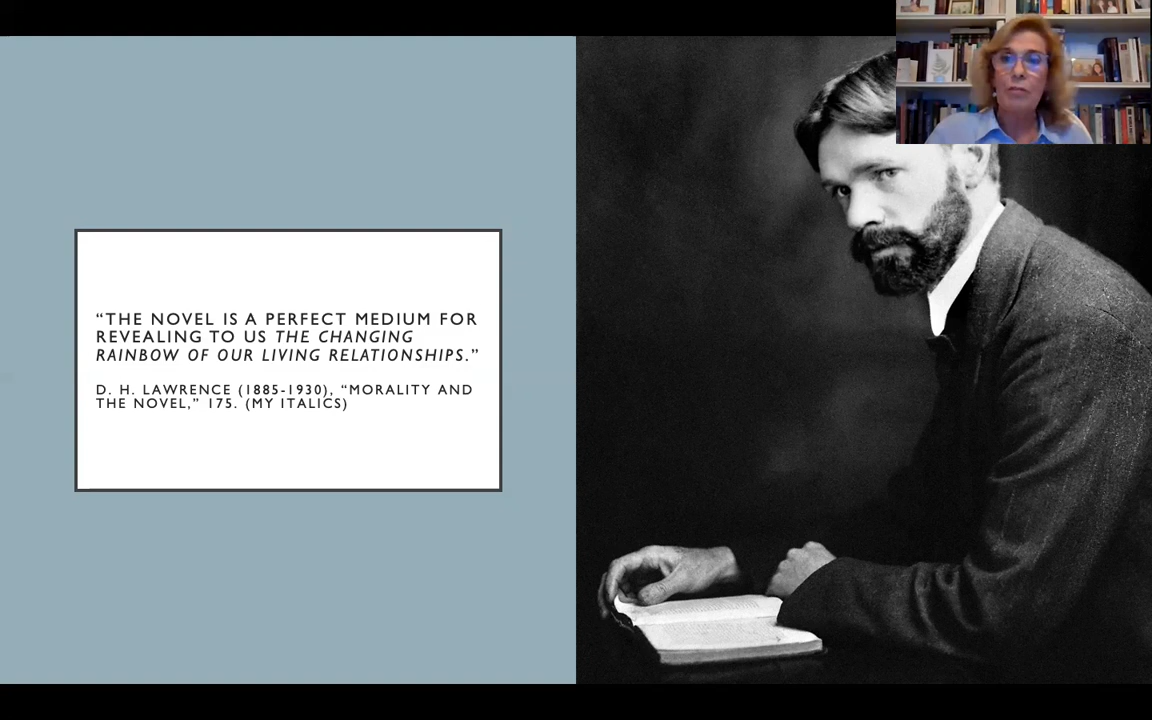 “THE NOVEL IS A PERFECT MEDIUM FOR
REVEALING TO US THE CHANGING
RAINBOW OF OUR LIVING RELATIONSHIPS.”
D. H. LAWRENCE (1885-1930), “MORALITY AND
THE NOVEL,” 175. (MY ITALICS)